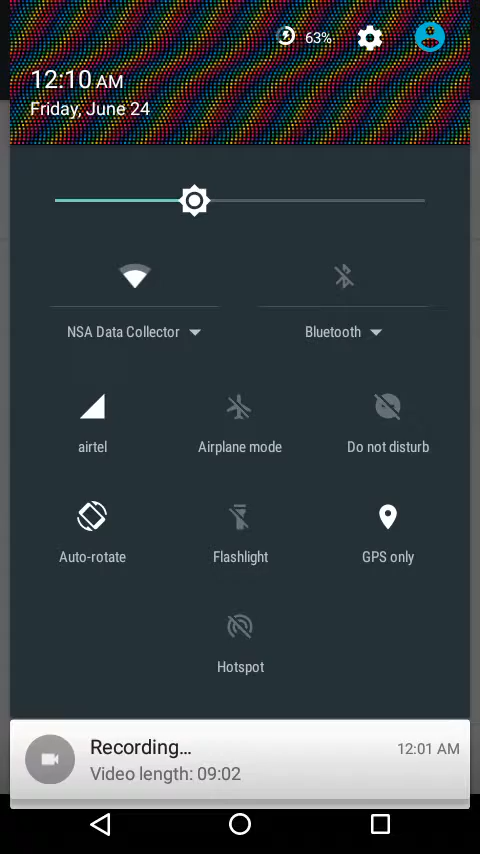 63%
12:10 AM
Friday, June 24
NSA Data Collector
Bluetooth
airtel
Airplane mode
Do not disturb
Auto-rotate
Flashlight
GPS only
Hotspot
Recording...
12:01 AM
Video length: 09:02